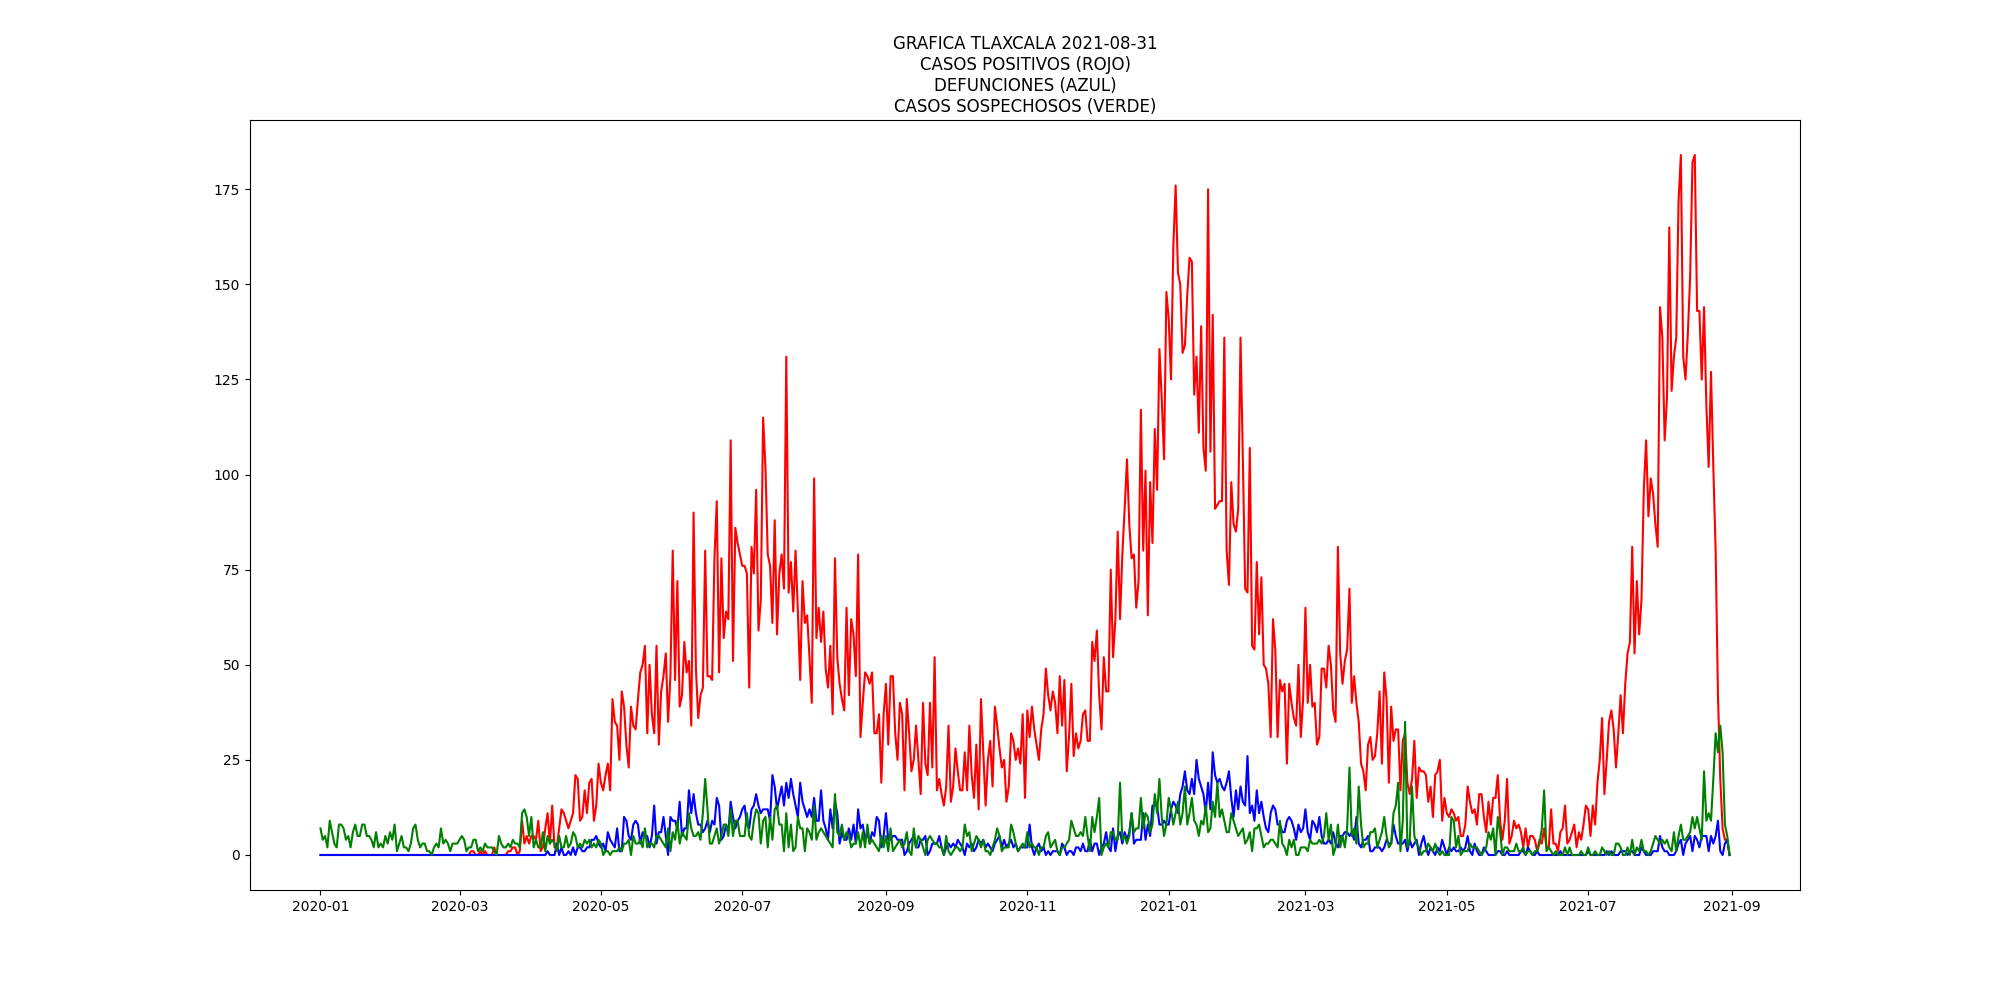 GRAFICA TLAXCALA 2021-08-31
CASOS POSITIVOS (ROJO)
DEFUNCIONES (AZUL)
CASOS SOSPECHOSOS (VERDE)
175
150
125
100
75
50
25
0
2020-01 2020-03 2020-05 2020-07 2020-09 2020-11 2021-01 2021-03 2021-05 2021-07 2021-09